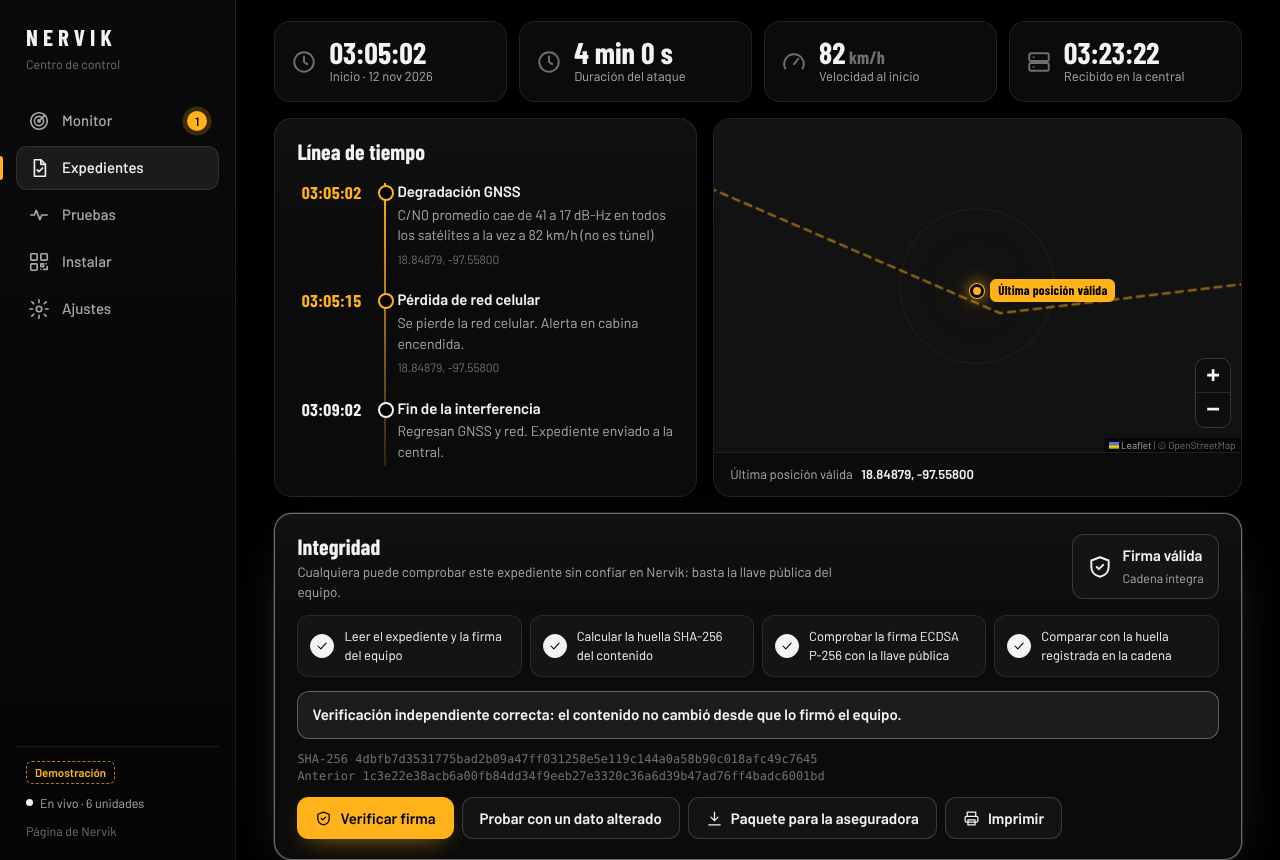 NERVIK
Centro de control
Monitor
1
Expedientes
Pruebas
Instalar
Ajustes
Demostración
En vivo · 6 unidades
Página de Nervik
03:05:02
Inicio · 12 nov 2026
4 min 0 s
Duración del ataque
82 km/h
Velocidad al inicio
03:23:22
Recibido en la central
Línea de tiempo
03:05:02
Degradación GNSS
C/N0 promedio cae de 41 a 17 dB-Hz en todos
los satélites a la vez a 82 km/h (no es túnel)
18.84879, -97.55800
03:05:15
Pérdida de red celular
Se pierde la red celular. Alerta en cabina
encendida.
18.84879, -97.55800
03:09:02
Fin de la interferencia
Regresan GNSS y red. Expediente enviado a la
central.
Última posición válida
+
−
Leaflet | © OpenStreetMap
Última posición válida 18.84879, -97.55800
Integridad
Cualquiera puede comprobar este expediente sin confiar en Nervik: basta la llave pública del
equipo.
Firma válida
Cadena íntegra
Leer el expediente y la firma
del equipo
Calcular la huella SHA-256
del contenido
Comprobar la firma ECDSA
P-256 con la llave pública
Comparar con la huella
registrada en la cadena
Verificación independiente correcta: el contenido no cambió desde que lo firmó el equipo.
SHA-256 4dbfb7d3531775bad2b09a47ff031258e5e119c144a0a58b90c018afc49c7645
Anterior 1c3e22e38acb6a00fb84dd34f9eeb27e3320c36a6d39b47ad76ff4badc6001bd
Verificar firma
Probar con un dato alterado
Paquete para la aseguradora
Imprimir